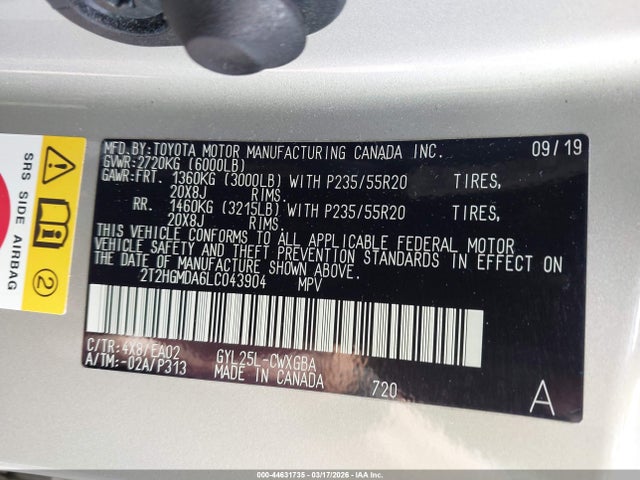 MFD.BY:TOYOTA MOTOR MANUFACTURING CANADA INC. 09/19
GVWR:2720KG (6000LB)
GAWR:FRT. 1360KG (3000LB) WITH P235/55R20 TIRES,
20X8J RIMS.
RR. 1460KG (3215LB) WITH P235/55R20 TIRES,
20X8J RIMS.
THIS VEHICLE CONFORMS TO ALL APPLICABLE FEDERAL MOTOR
VEHICLE SAFETY AND THEFT PREVENTION STANDARDS IN EFFECT ON
THE DATE OF MANUFACTURE SHOWN ABOVE.
2T2HGMDA6LC043904 MPV
C/TR:4X8/EA02 GYL25L-CWXGBA
A/TM:-02A/P313 MADE IN CANADA 720 A
SRS SIDE AIRBAG
2
000-44631735 - 03/17/2026 - IAAI.COM